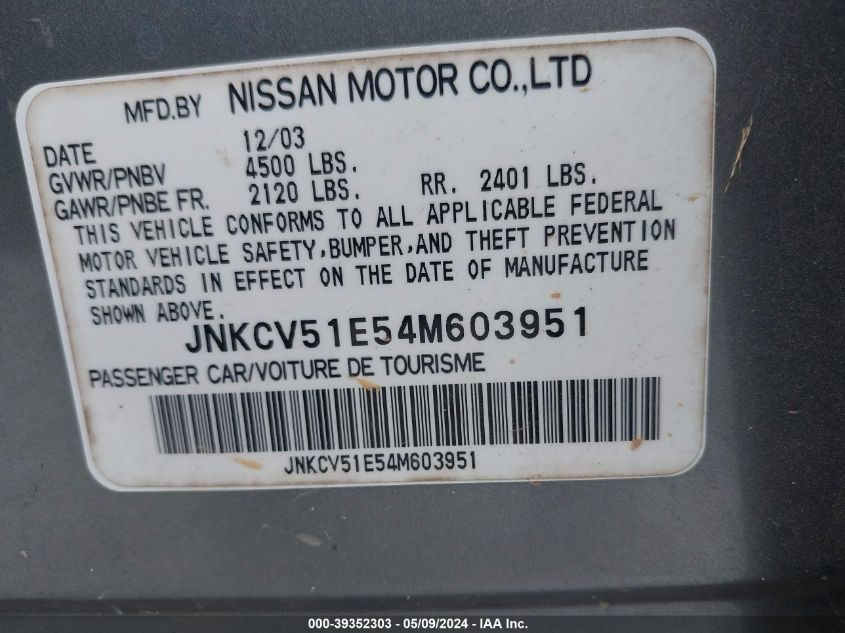 MFD.BY NISSAN MOTOR CO.,LTD
DATE 12/03
GVWR/PNBV 4500 LBS.
GAWR/PNBE FR. 2120 LBS. RR. 2401 LBS.
THIS VEHICLE CONFORMS TO ALL APPLICABLE FEDERAL
MOTOR VEHICLE SAFETY,BUMPER,AND THEFT PREVENTION
STANDARDS IN EFFECT ON THE DATE OF MANUFACTURE
SHOWN ABOVE.
JNKCV51E54M603951
PASSENGER CAR/VOITURE DE TOURISME
JNKCV51E54M603951
000-39352303 - 05/09/2024 - IAA Inc.